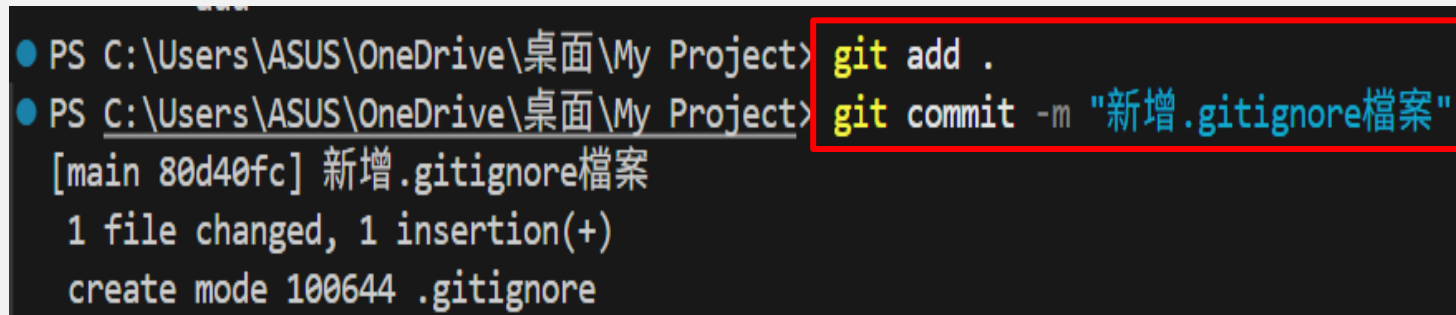 PS C:\Users\ASUS\OneDrive\桌面\My Project> git add .
PS C:\Users\ASUS\OneDrive\桌面\My Project> git commit -m "新增.gitignore檔案"
[main 80d40fc] 新增.gitignore檔案
1 file changed, 1 insertion(+)
create mode 100644 .gitignore